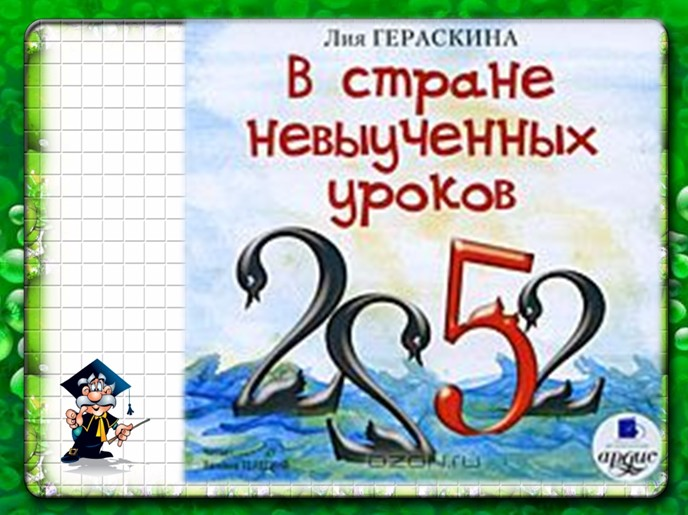 Лия ГЕРАСКИНА
В стране
невыученных
уроков
2 2 5 2
ozon.ru
ардис